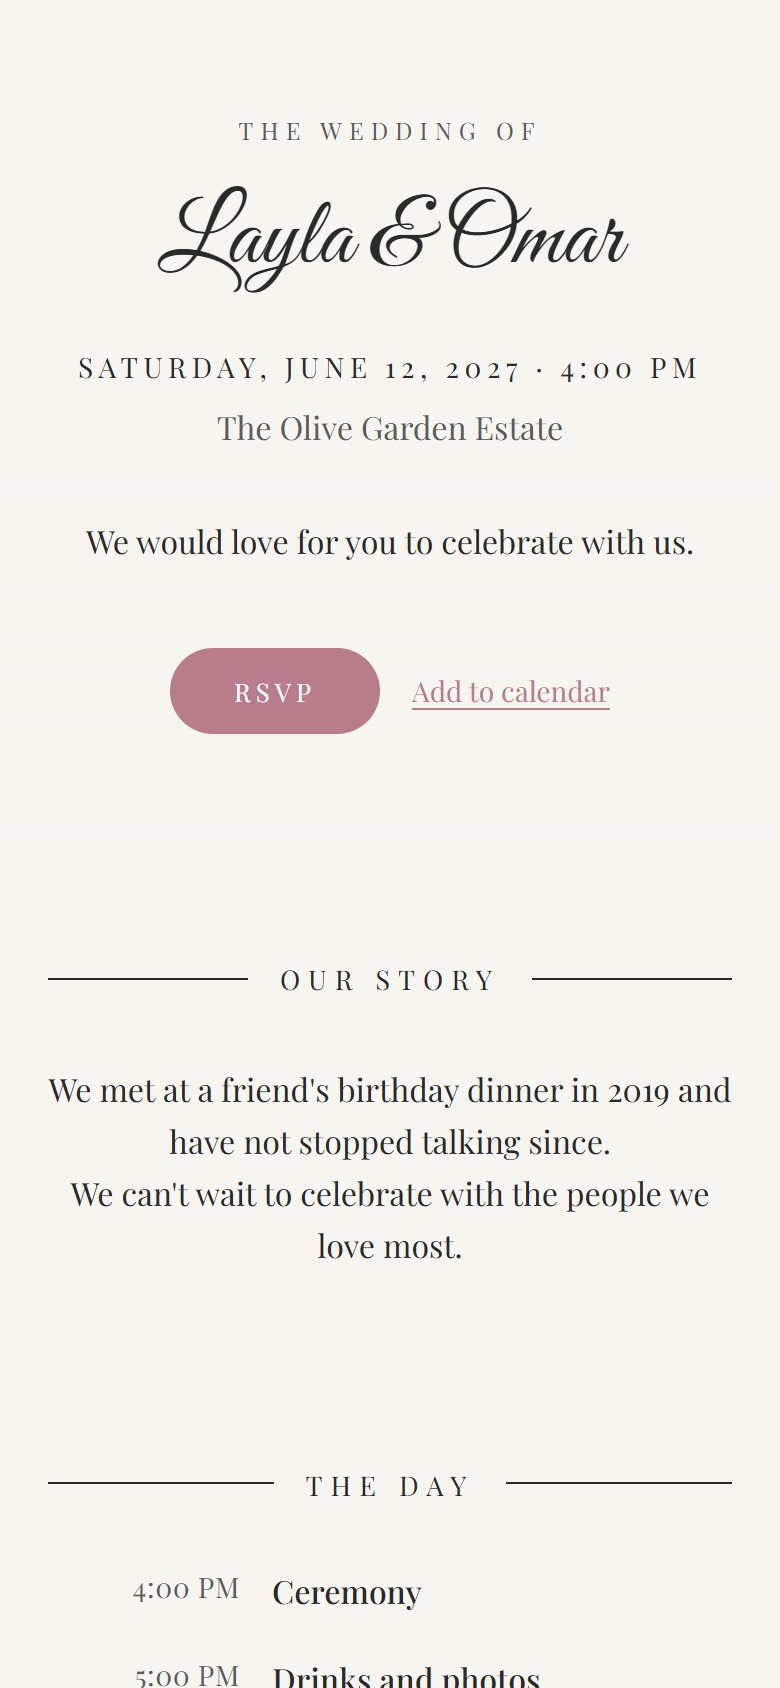 THE WEDDING OF
Layla & Omar
SATURDAY, JUNE 12, 2027 · 4:00 PM
The Olive Garden Estate
We would love for you to celebrate with us.
RSVP
Add to calendar
OUR STORY
We met at a friend's birthday dinner in 2019 and
have not stopped talking since.
We can't wait to celebrate with the people we
love most.
THE DAY
4:00 PM Ceremony
5:00 PM Drinks and photos